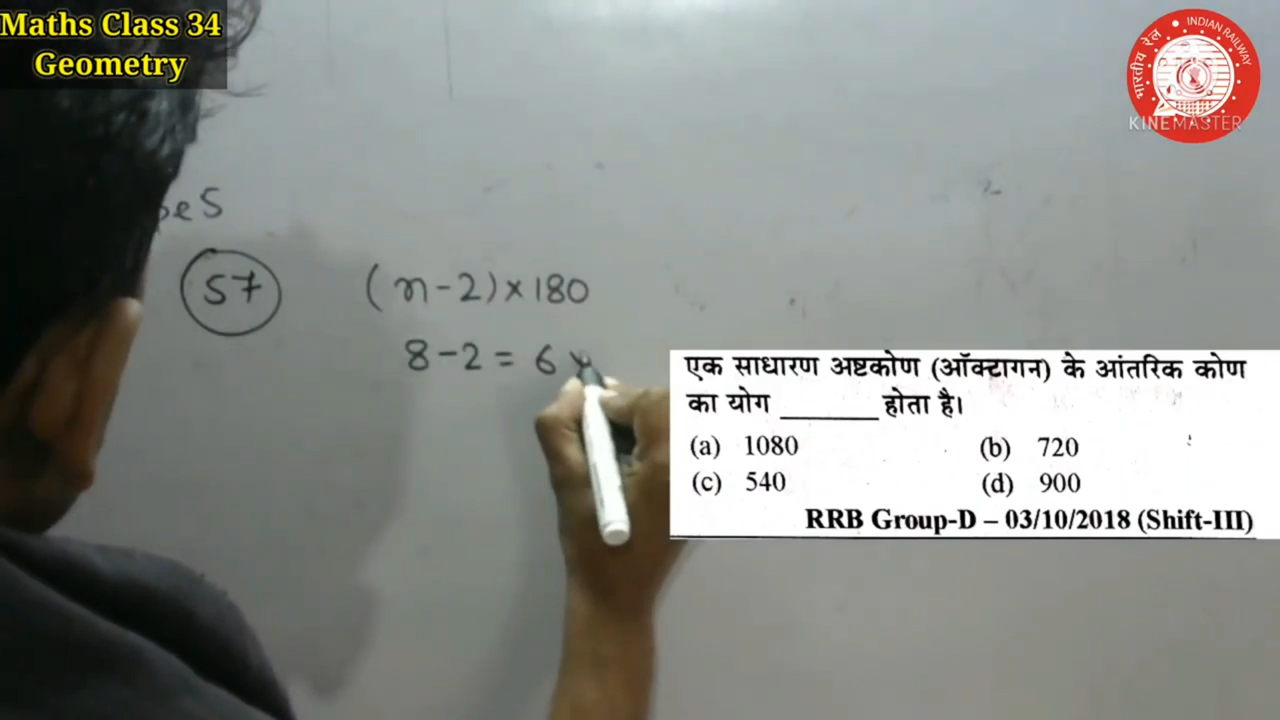 Maths Class 34
Geometry
INDIAN RAILWAY
भारतीय रेल
KINEMASTER
57
(n-2)×180
8-2 = 6 ×
एक साधारण अष्टकोण (ऑक्टागन) के आंतरिक कोण
का योग ________ होता है।
(a) 1080 (b) 720
(c) 540 (d) 900
RRB Group-D – 03/10/2018 (Shift-III)